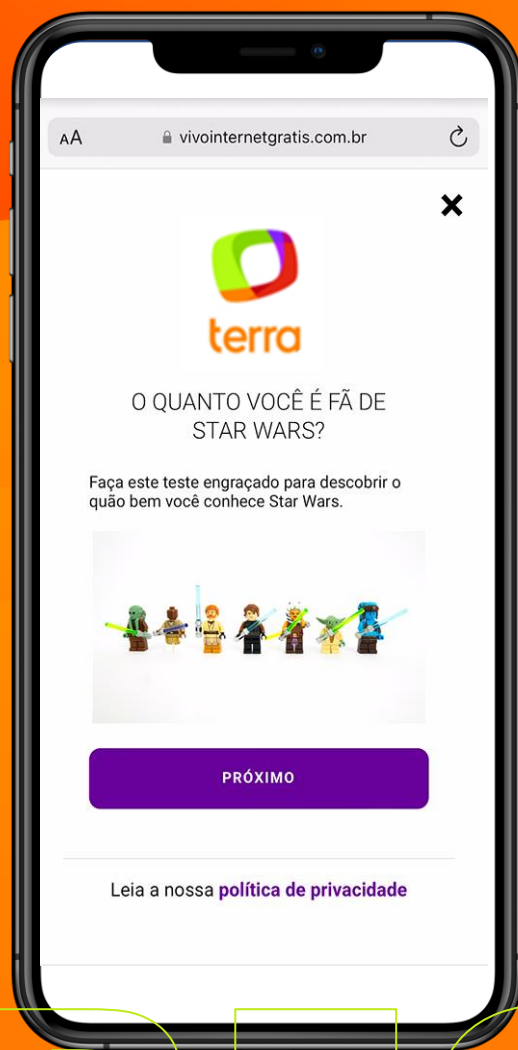 AA
vivointernetgratis.com.br
terra
O QUANTO VOCÊ É FÃ DE
STAR WARS?
Faça este teste engraçado para descobrir o
quão bem você conhece Star Wars.
PRÓXIMO
Leia a nossa política de privacidade